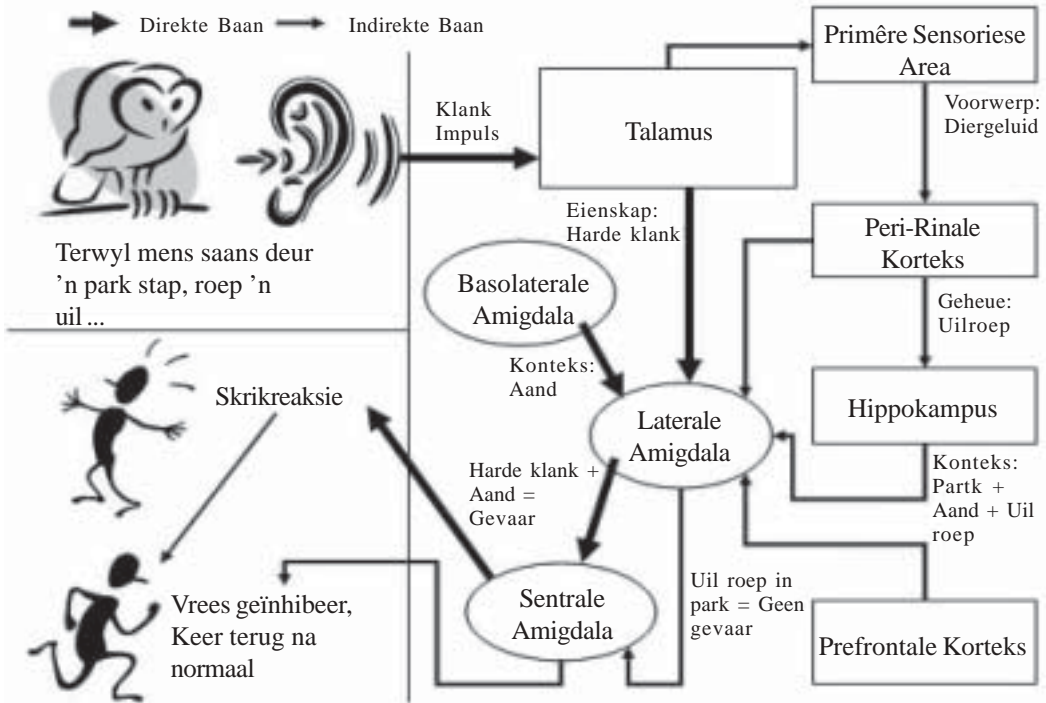 Direkte Baan
Indirekte Baan
Terwyl mens saans deur
’n park stap, roep ’n
uil ...
Klank
Impuls
Talamus
Primêre Sensoriese
Area
Voorwerp:
Diergeluid
Eienskap:
Harde klank
Peri-Rinale
Korteks
Geheue:
Uilroep
Basolaterale
Amigdala
Konteks:
Aand
Hippokampus
Laterale
Amigdala
Konteks:
Partk +
Aand + Uil
roep
Skrikreaksie
Harde klank +
Aand =
Gevaar
Sentrale
Amigdala
Uil roep in
park = Geen
gevaar
Prefrontale Korteks
Vrees geïnhibeer,
Keer terug na
normaal